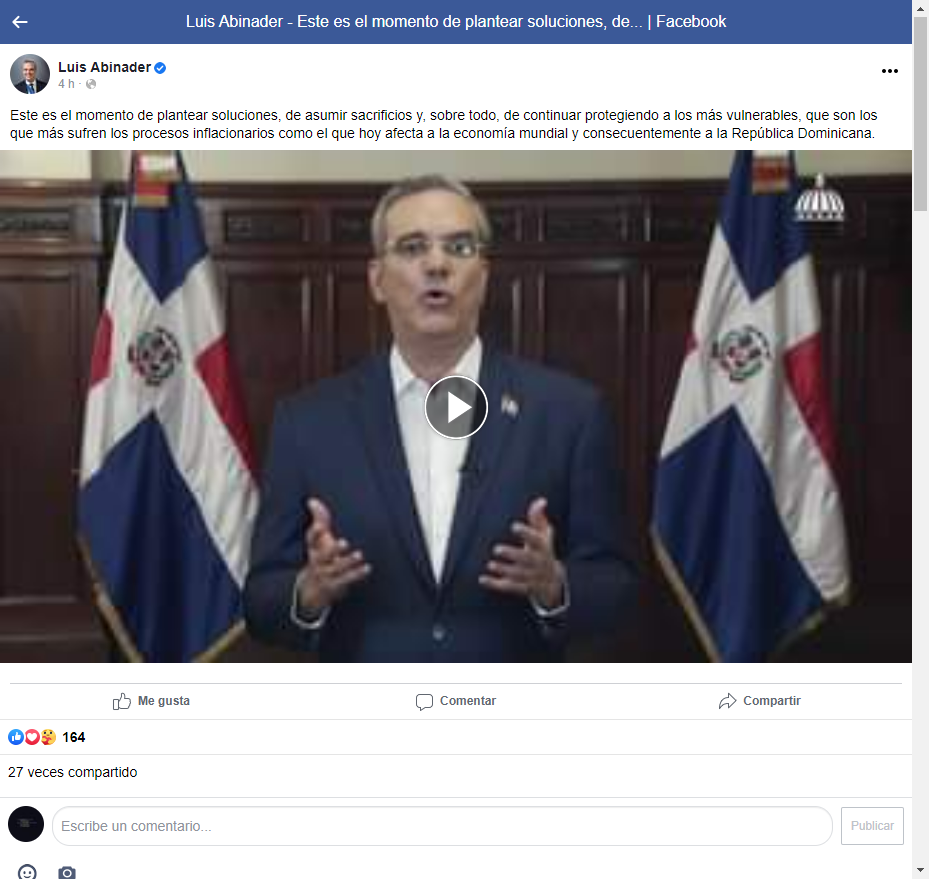 Luis Abinader - Este es el momento de plantear soluciones, de... | Facebook
Luis Abinader
4 h ·
Este es el momento de plantear soluciones, de asumir sacrificios y, sobre todo, de continuar protegiendo a los más vulnerables, que son los
que más sufren los procesos inflacionarios como el que hoy afecta a la economía mundial y consecuentemente a la República Dominicana.
Me gusta
Comentar
Compartir
164
27 veces compartido
Escribe un comentario...
Publicar